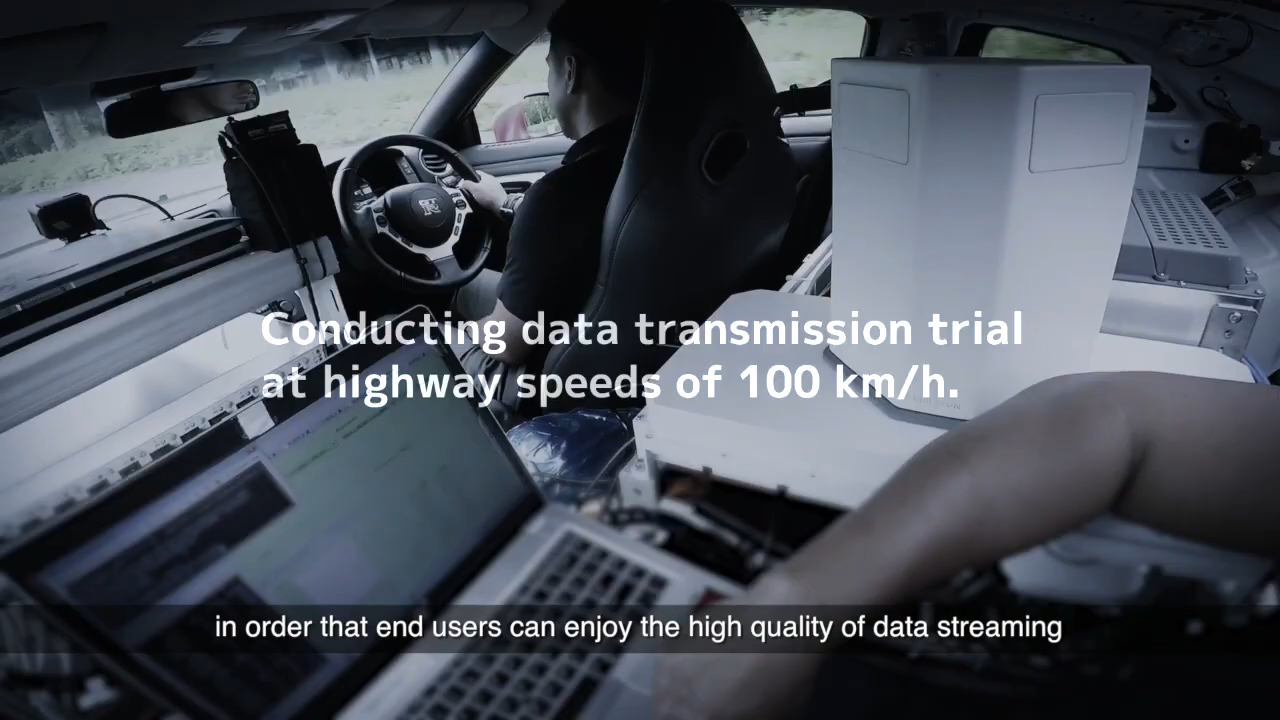 Conducting data transmission trial
at highway speeds of 100 km/h.
in order that end users can enjoy the high quality of data streaming